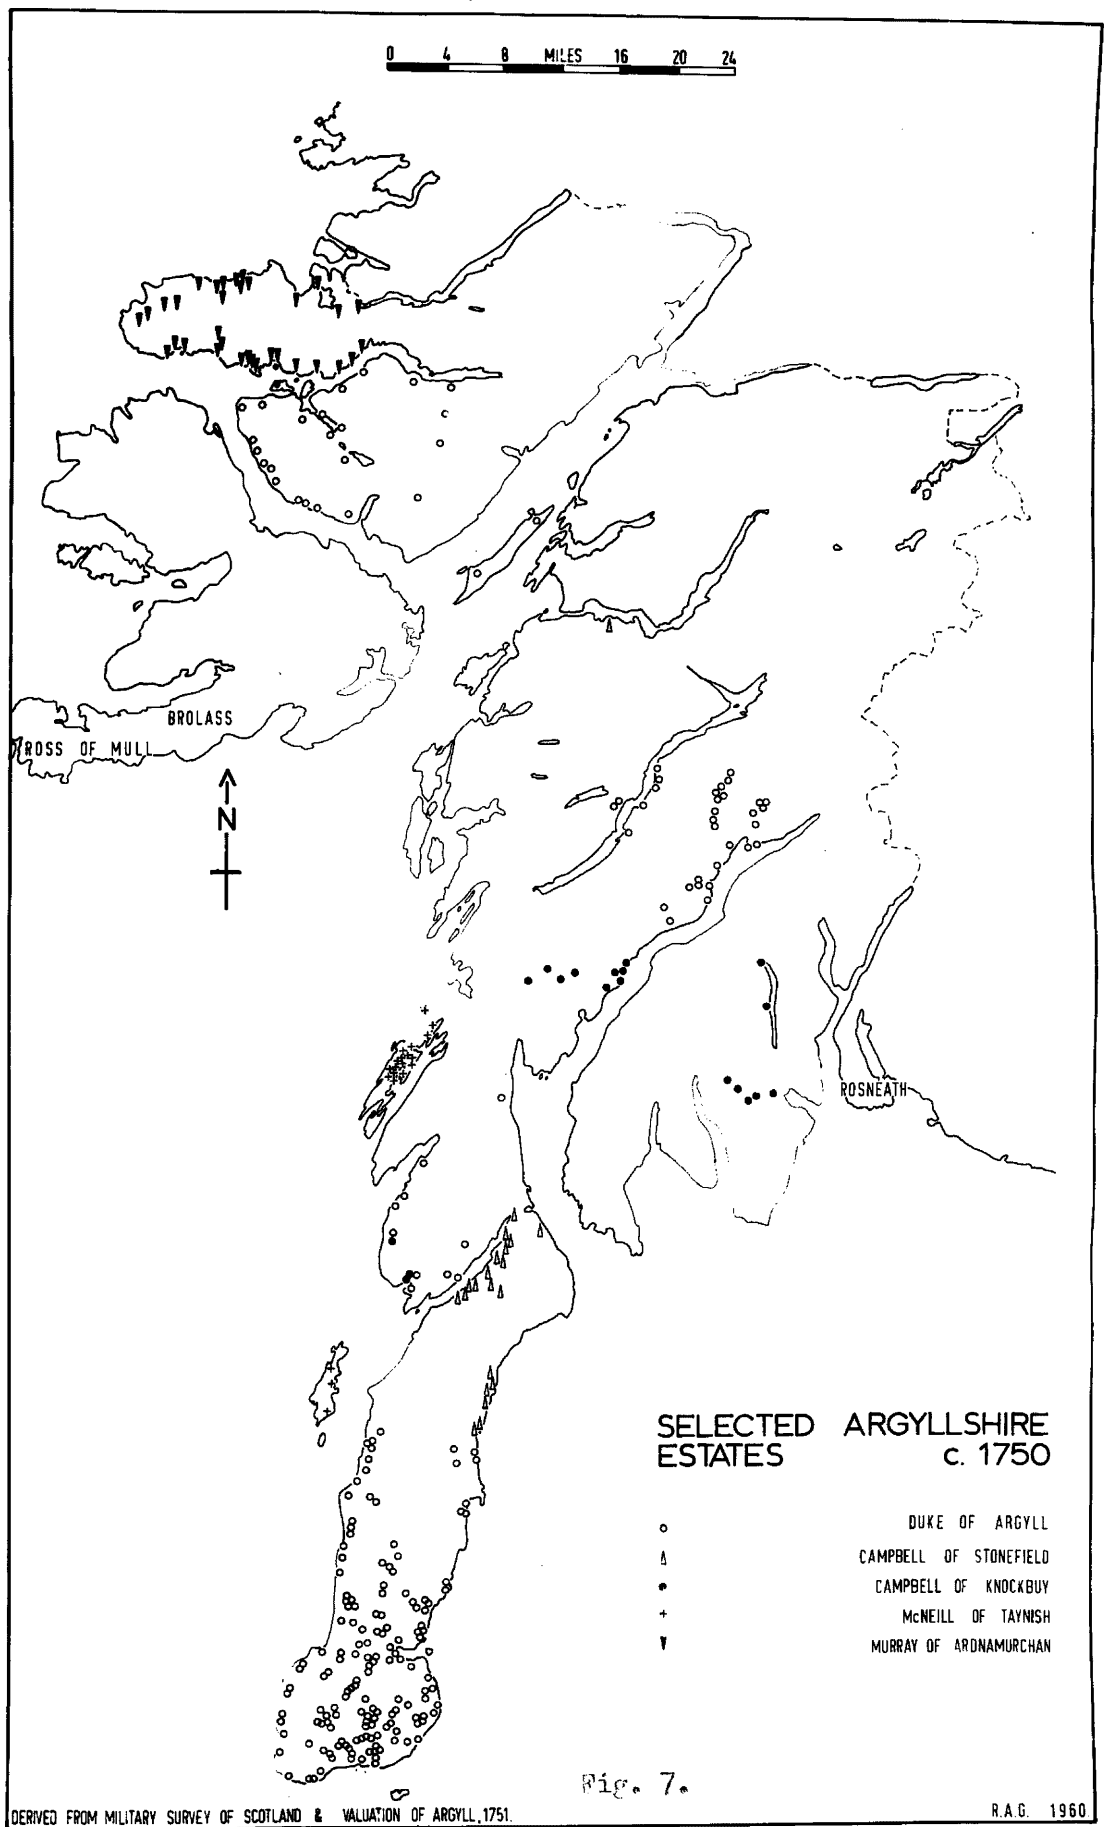 0 4 8 MILES 16 20 24
BROLASS
ROSS OF MULL
N
ROSNEATH
SELECTED ARGYLLSHIRE
ESTATES c. 1750
DUKE OF ARGYLL
CAMPBELL OF STONEFIELD
CAMPBELL OF KNOCKBUY
McNEILL OF TAYNISH
MURRAY OF ARDNAMURCHAN
Fig. 7.
DERIVED FROM MILITARY SURVEY OF SCOTLAND & VALUATION OF ARGYLL, 1751.
R.A.G. 1960.